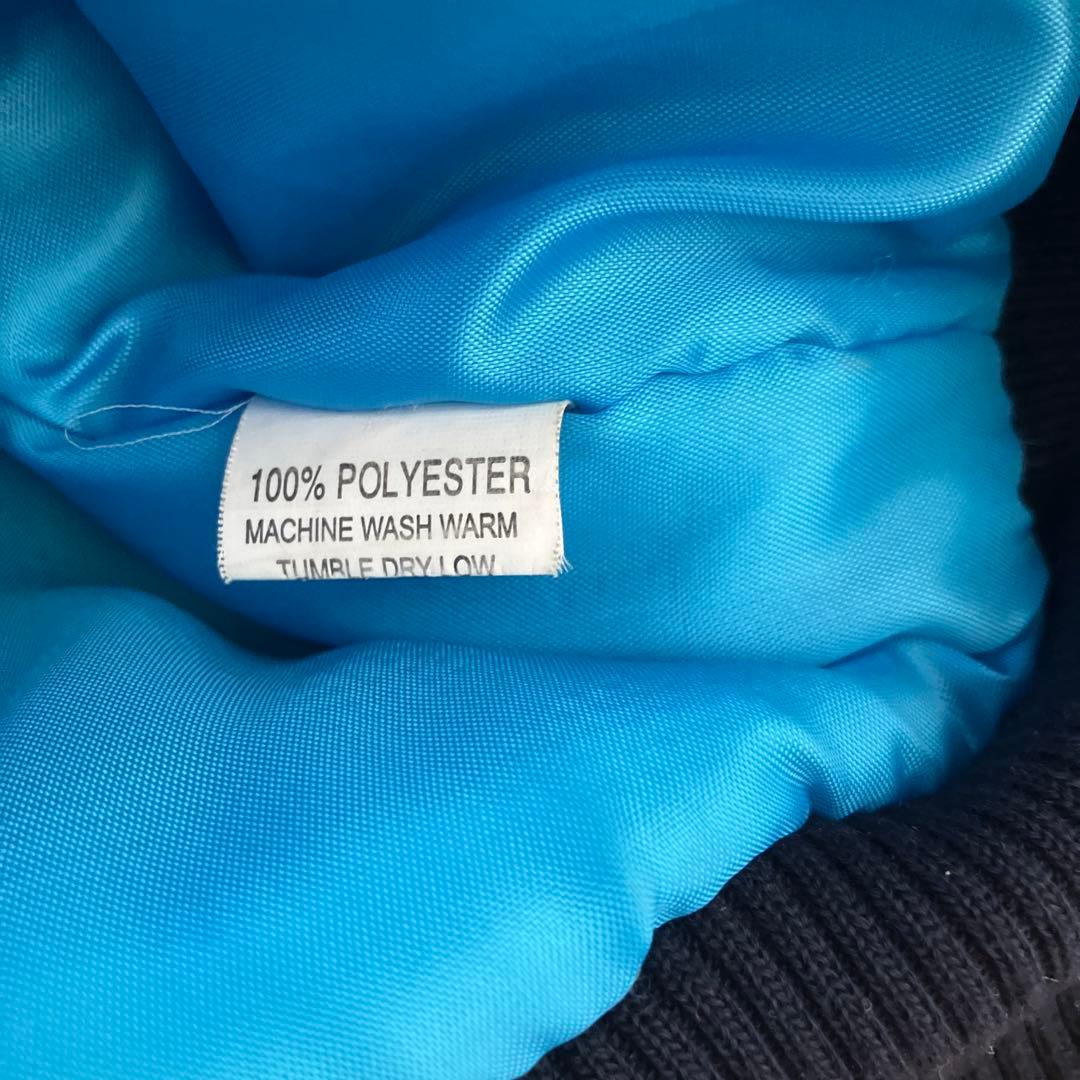 100% POLYESTER
MACHINE WASH WARM
TUMBLE DRY LOW